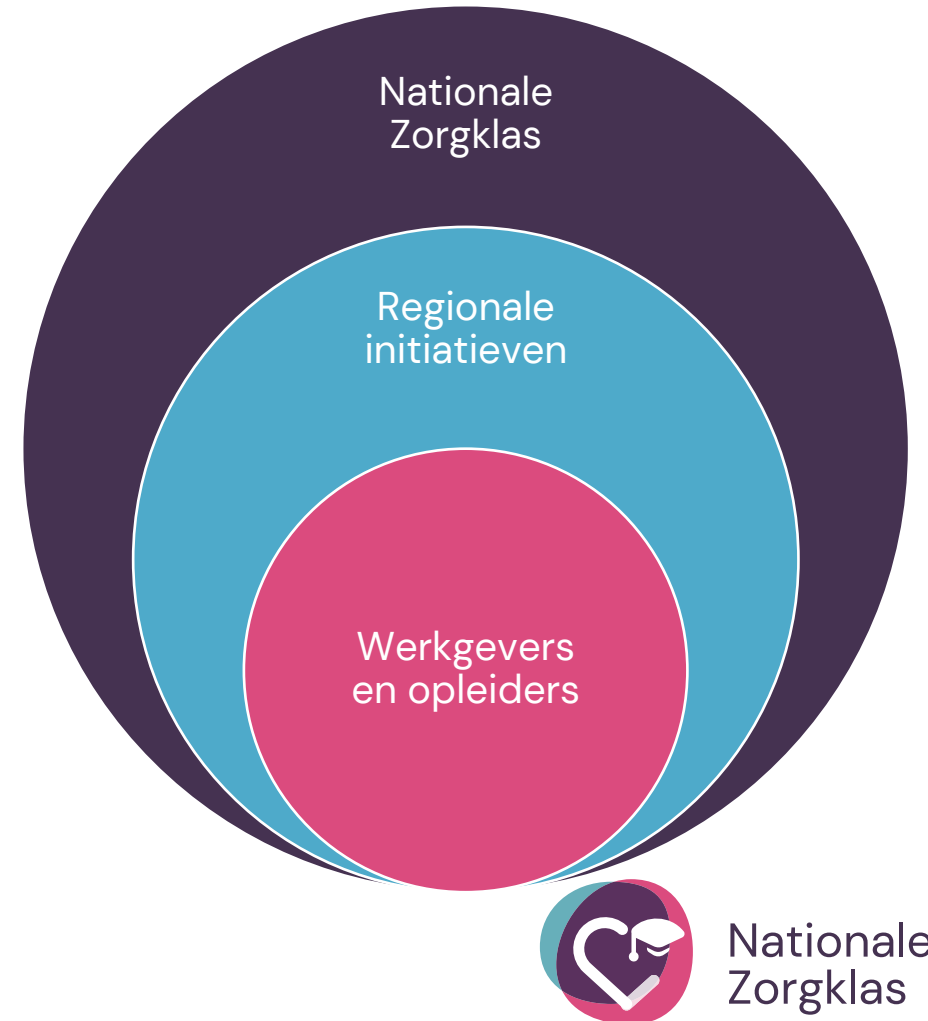 Nationale
Zorgklas
Regionale
initiatieven
Werkgevers
en opleiders
Nationale
Zorgklas